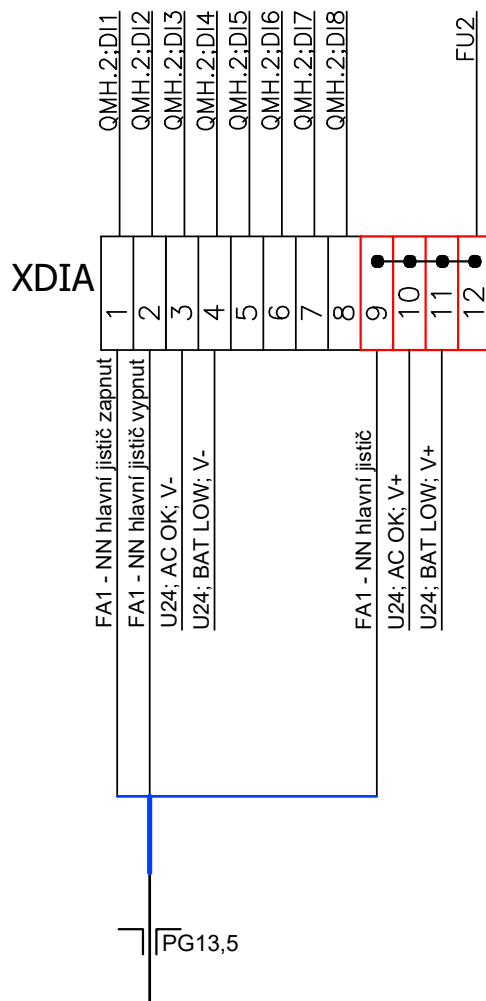 QMH.2;DI1
QMH.2;DI2
QMH.2;DI3
QMH.2;DI4
QMH.2;DI5
QMH.2;DI6
QMH.2;DI7
QMH.2;DI8
FU2
XDIA
1
2
3
4
5
6
7
8
9
10
11
12
FA1 - NN hlavní jistič zapnut
FA1 - NN hlavní jistič vypnut
U24; AC OK; V-
U24; BAT LOW; V-
FA1 - NN hlavní jistič
U24; AC OK; V+
U24; BAT LOW; V+
PG13,5